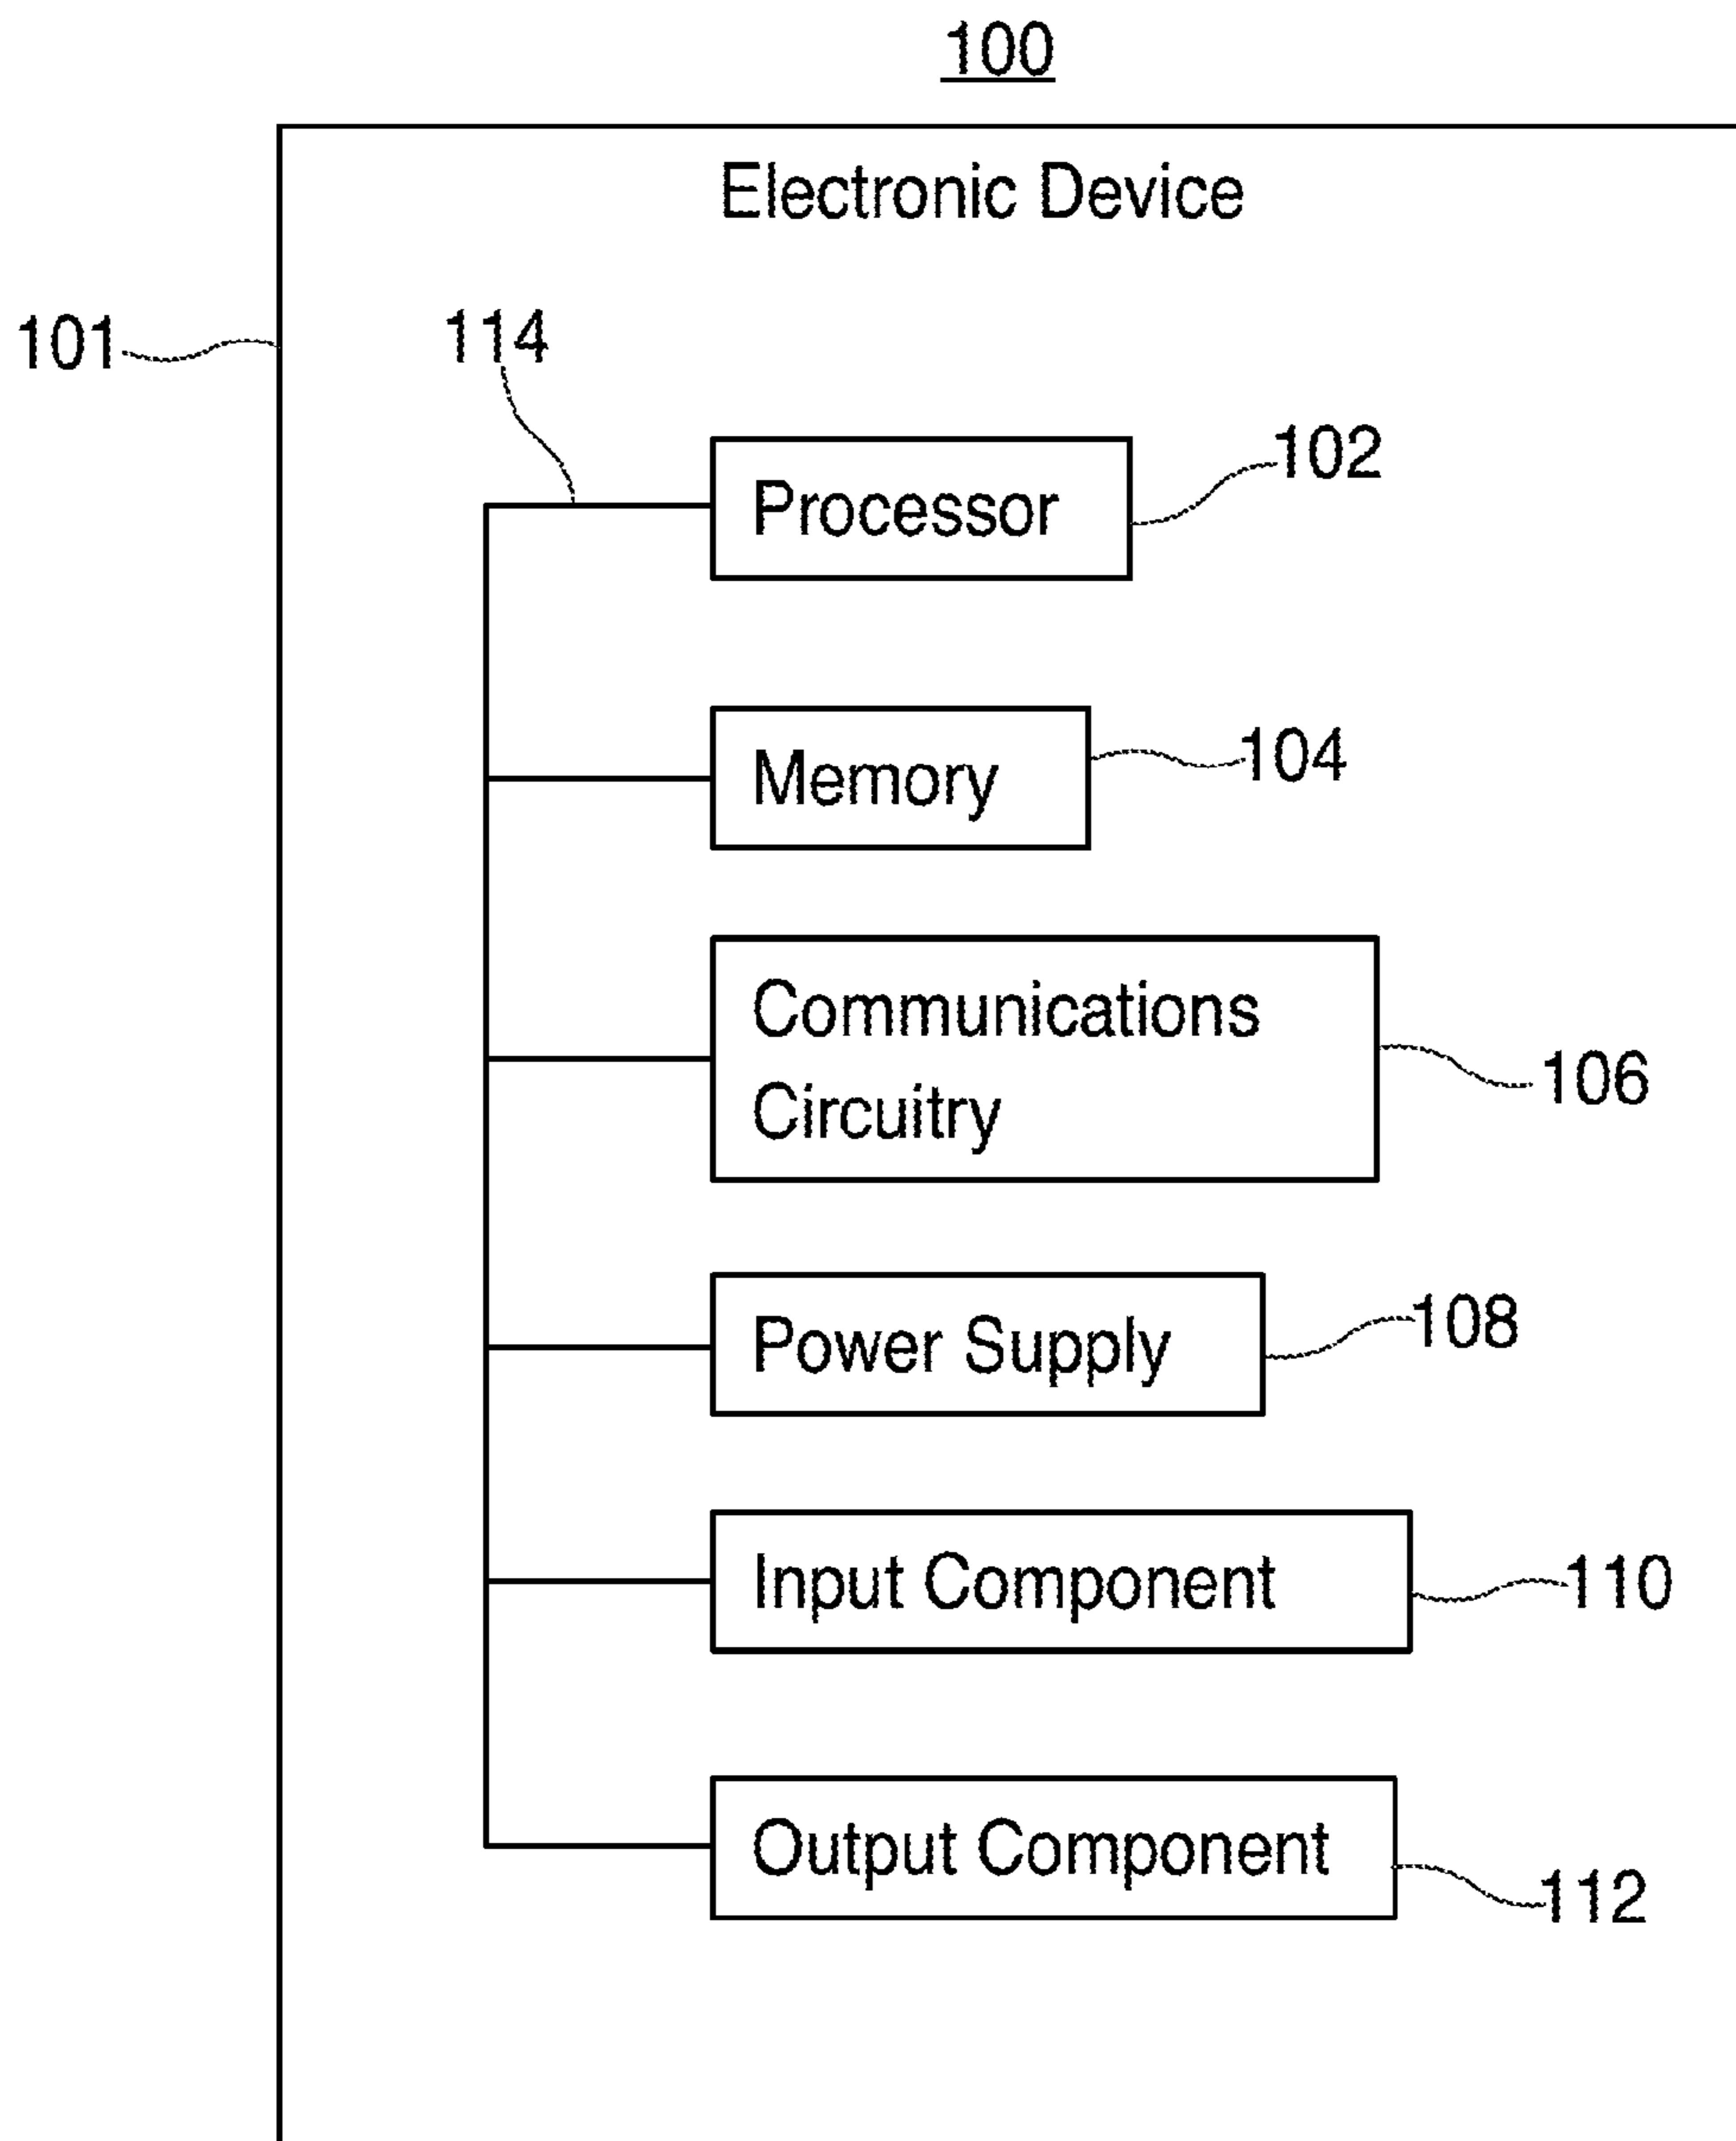 100
Electronic Device
101
114
Processor
102
Memory
104
Communications
Circuitry
106
Power Supply
108
Input Component
110
Output Component
112